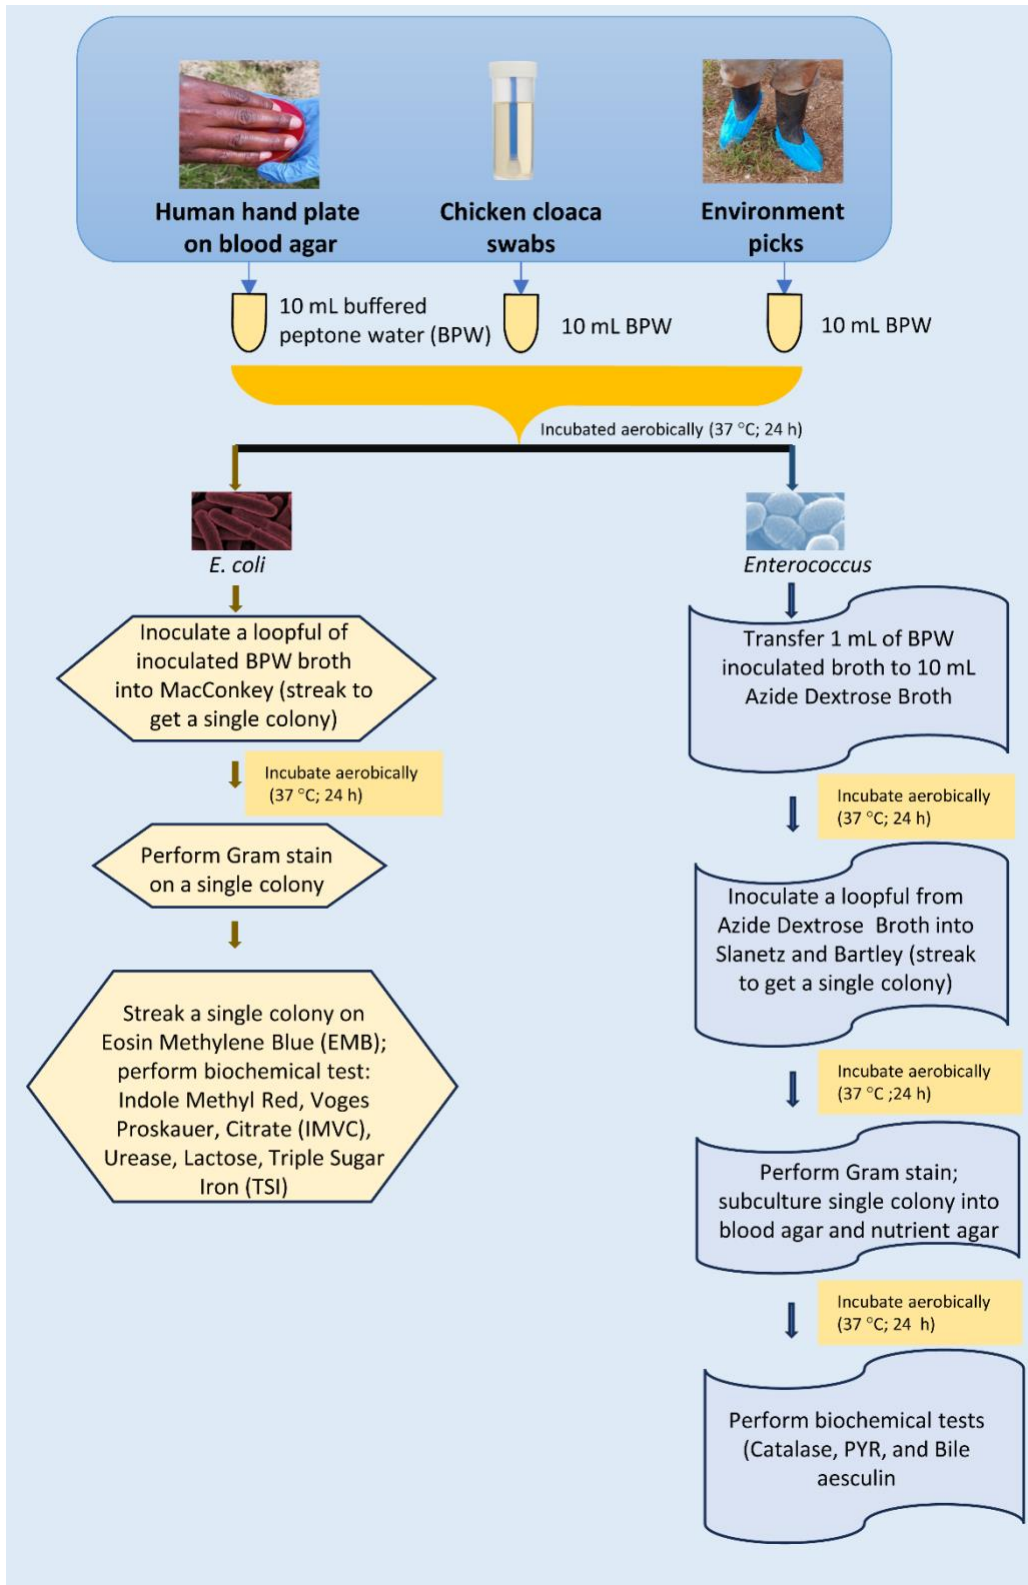 Human hand plate
on blood agar
Chicken cloaca
swabs
Environment
picks
10 mL buffered
peptone water (BPW)
10 mL BPW
10 mL BPW
Incubated aerobically (37 °C; 24 h)
E. coli
Inoculate a loopful of
inoculated BPW broth
into MacConkey (streak to
get a single colony)
Incubate aerobically
(37 °C; 24 h)
Perform Gram stain
on a single colony
Streak a single colony on
Eosin Methylene Blue (EMB);
perform biochemical test:
Indole Methyl Red, Voges
Proskauer, Citrate (IMVC),
Urease, Lactose, Triple Sugar
Iron (TSI)
Enterococcus
Transfer 1 mL of BPW
inoculated broth to 10 mL
Azide Dextrose Broth
Incubate aerobically
(37 °C; 24 h)
Inoculate a loopful from
Azide Dextrose Broth into
Slanetz and Bartley (streak
to get a single colony)
Incubate aerobically
(37 °C ;24 h)
Perform Gram stain;
subculture single colony into
blood agar and nutrient agar
Incubate aerobically
(37 °C; 24 h)
Perform biochemical tests
(Catalase, PYR, and Bile
aesculin